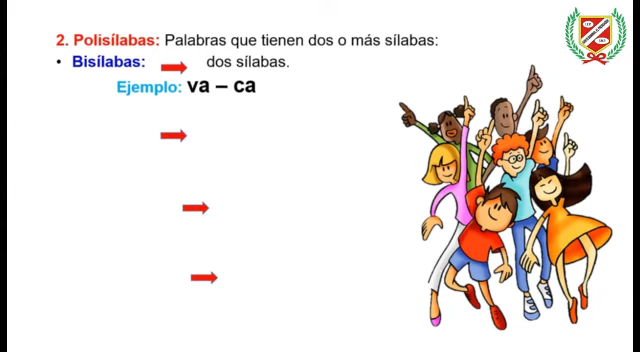 2. Polisílabas: Palabras que tienen dos o más sílabas:
• Bisílabas: dos sílabas.
Ejemplo: va – ca